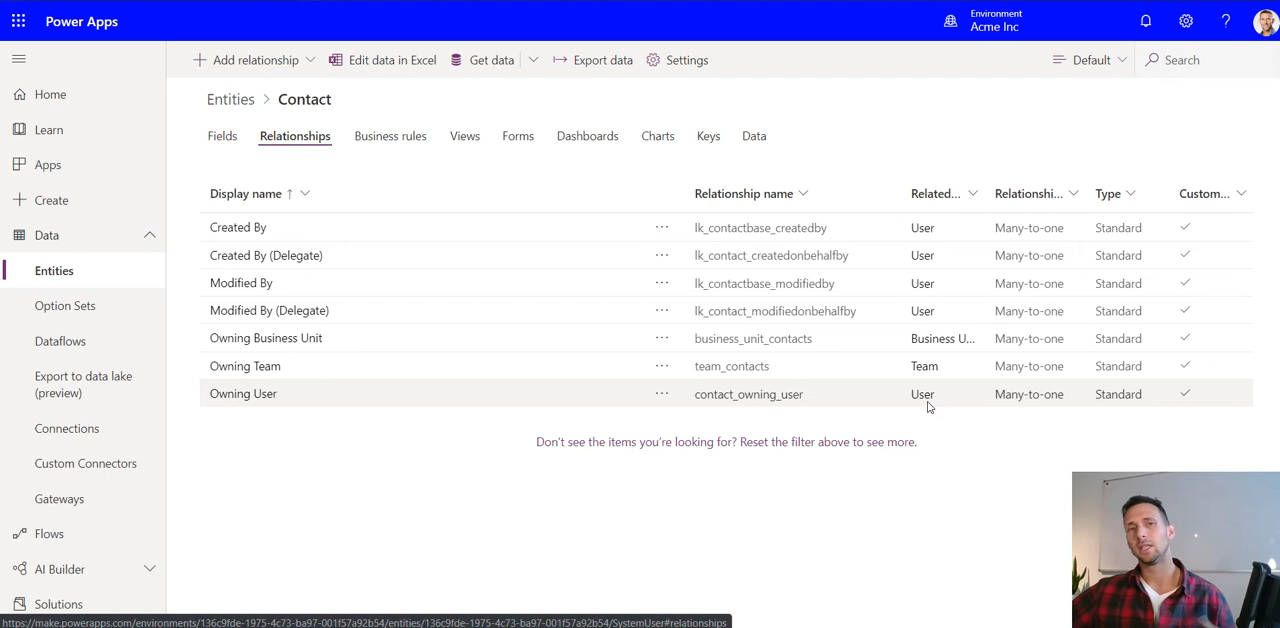 Power Apps
Environment
Acme Inc
?
Add relationship
Edit data in Excel
Get data
Export data
Settings
Default
Search
Home
Learn
Apps
Create
Data
Entities
Option Sets
Dataflows
Export to data lake
(preview)
Connections
Custom Connectors
Gateways
Flows
AI Builder
Solutions
Entities > Contact
Fields Relationships Business rules Views Forms Dashboards Charts Keys Data
Display name ↑ Relationship name Related... Relationshi... Type Custom...
Created By ··· lk_contactbase_createdby User Many-to-one Standard
Created By (Delegate) ··· lk_contact_createdonbehalfby User Many-to-one Standard
Modified By ··· lk_contactbase_modifiedby User Many-to-one Standard
Modified By (Delegate) ··· lk_contact_modifiedonbehalfby User Many-to-one Standard
Owning Business Unit ··· business_unit_contacts Business U... Many-to-one Standard
Owning Team ··· team_contacts Team Many-to-one Standard
Owning User ··· contact_owning_user User Many-to-one Standard
Don't see the items you're looking for? Reset the filter above to see more.
https://make.powerapps.com/environments/136c9fde-1975-4c73-ba97-001f57a92b54/entities/136c9fde-1975-4c73-ba97-001f57a92b54/SystemUser#relationships